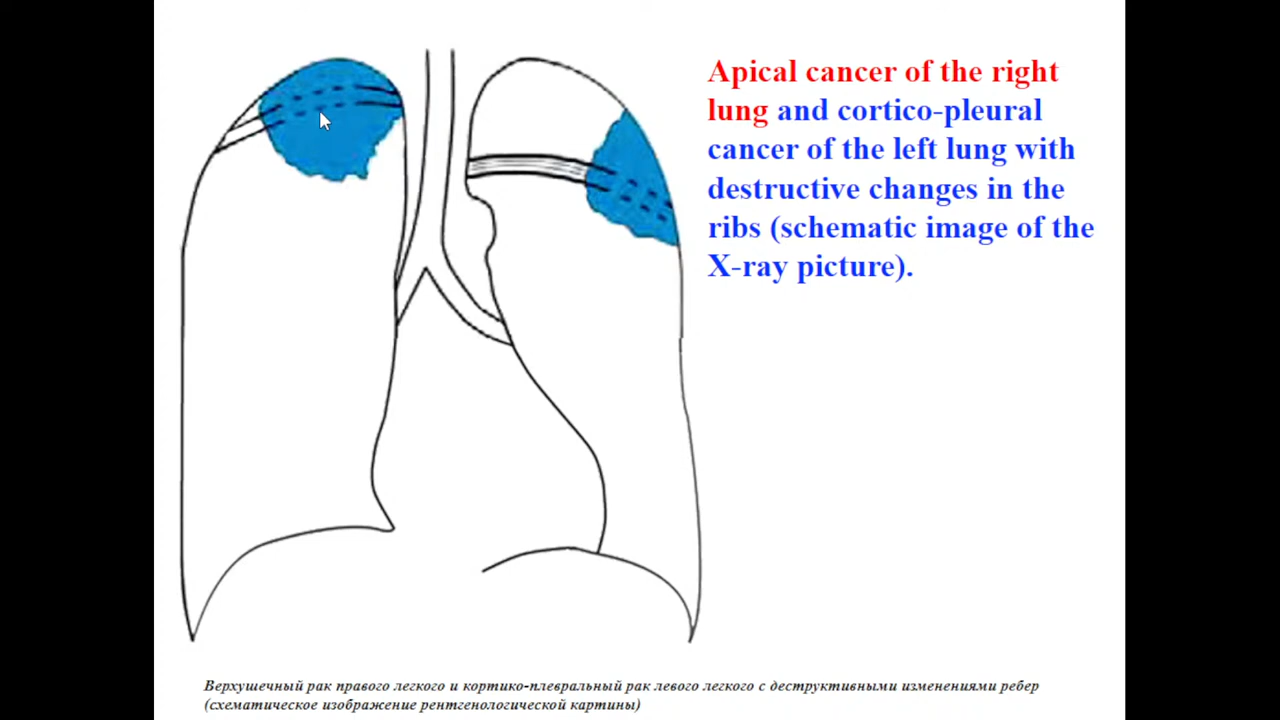 Apical cancer of the right
lung and cortico-pleural
cancer of the left lung with
destructive changes in the
ribs (schematic image of the
X-ray picture).
Верхушечный рак правого легкого и кортико-плевральный рак левого легкого с деструктивными изменениями ребер
(схематическое изображение рентгенологической картины)